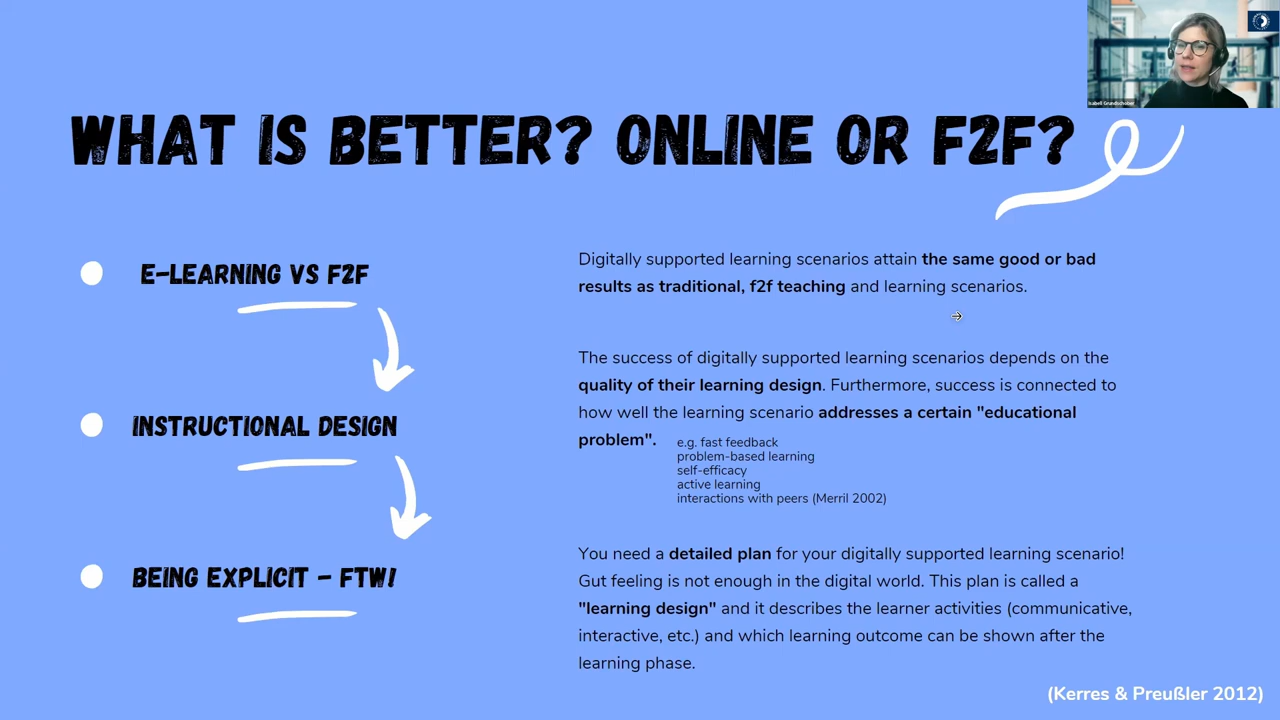 Isabell Grundschober
WHAT IS BETTER? ONLINE OR F2F?
E-LEARNING VS F2F
Digitally supported learning scenarios attain the same good or bad
results as traditional, f2f teaching and learning scenarios.
INSTRUCTIONAL DESIGN
The success of digitally supported learning scenarios depends on the
quality of their learning design. Furthermore, success is connected to
how well the learning scenario addresses a certain "educational
problem".
e.g. fast feedback
problem-based learning
self-efficacy
active learning
interactions with peers (Merril 2002)
BEING EXPLICIT - FTW!
You need a detailed plan for your digitally supported learning scenario!
Gut feeling is not enough in the digital world. This plan is called a
"learning design" and it describes the learner activities (communicative,
interactive, etc.) and which learning outcome can be shown after the
learning phase.
(Kerres & Preußler 2012)